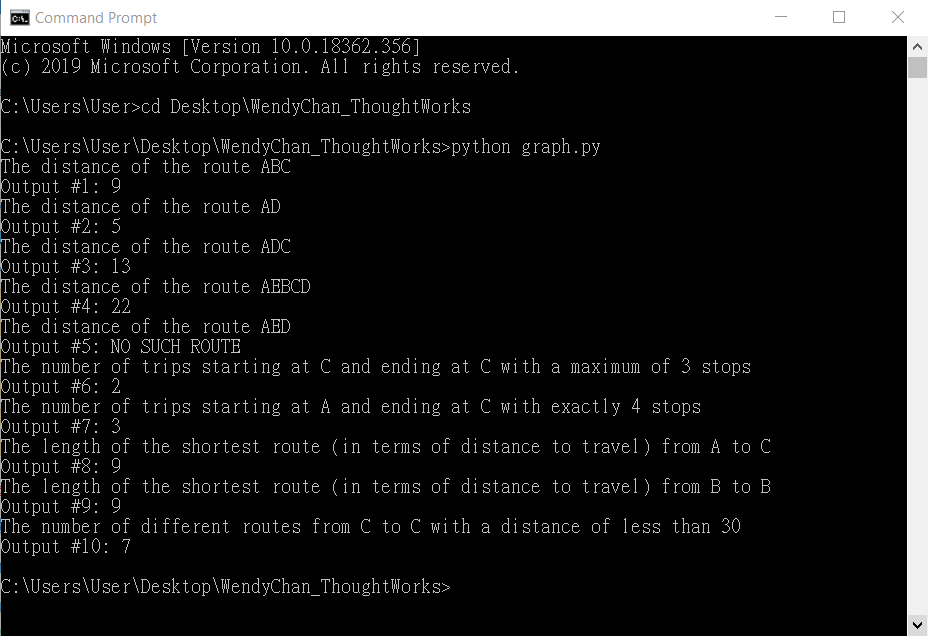 Command Prompt
Microsoft Windows [Version 10.0.18362.356]
(c) 2019 Microsoft Corporation. All rights reserved.
C:\Users\User>cd Desktop\WendyChan_ThoughtWorks
C:\Users\User\Desktop\WendyChan_ThoughtWorks>python graph.py
The distance of the route ABC
Output #1: 9
The distance of the route AD
Output #2: 5
The distance of the route ADC
Output #3: 13
The distance of the route AEBCD
Output #4: 22
The distance of the route AED
Output #5: NO SUCH ROUTE
The number of trips starting at C and ending at C with a maximum of 3 stops
Output #6: 2
The number of trips starting at A and ending at C with exactly 4 stops
Output #7: 3
The length of the shortest route (in terms of distance to travel) from A to C
Output #8: 9
The length of the shortest route (in terms of distance to travel) from B to B
Output #9: 9
The number of different routes from C to C with a distance of less than 30
Output #10: 7
C:\Users\User\Desktop\WendyChan_ThoughtWorks>